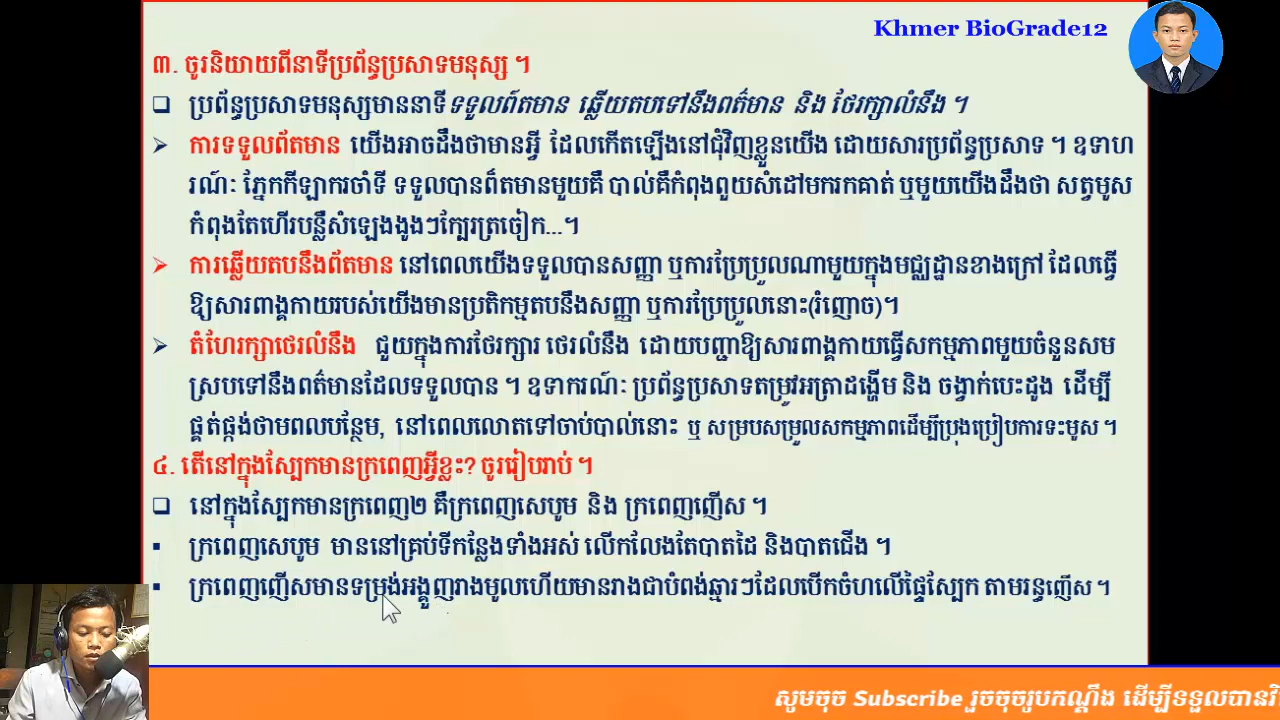 Khmer BioGrade12
៣. ចូរនិយាយពីនាទីប្រព័ន្ធប្រសាទមនុស្ស ។
❑ ប្រព័ន្ធប្រសាទមនុស្សមាននាទី ទទួលព័តមាន ឆ្លើយតបទៅនឹងពត៌មាន និង ថែរក្សាលំនឹង ។
➢ ការទទួលព័តមាន យើងអាចដឹងថាមានអ្វី ដែលកើតឡើងនៅជុំវិញខ្លួនយើង ដោយសារប្រព័ន្ធប្រសាទ ។ ឧទាហ
រណ៍ៈ ភ្នែកកីឡាករចាំទី ទទួលបានព៏តមានមួយគឺ បាល់គឺកំពុងពួយសំដៅមករកគាត់ ឬមួយយើងដឹងថា សត្វមូស
កំពុងតែហើរបន្លឺសំឡេងងូងៗក្បែរត្រចៀក...។
➢ ការឆ្លើយតបនឹងព័តមាន នៅពេលយើងទទួលបានសញ្ញា ឬការប្រែប្រួលណាមួយក្នុងមជ្ឈដ្ឋានខាងក្រៅ ដែលធ្វើ
ឱ្យសារពាង្គកាយរបស់យើងមានប្រតិកម្មតបនឹងសញ្ញា ឬការប្រែប្រួលនោះ(រំញោច)។
➢ តំហែរក្សាថេរលំនឹង ជួយក្នុងការថែរក្សារ ថេរលំនឹង ដោយបញ្ជាឱ្យសារពាង្គកាយធ្វើសកម្មភាពមួយចំនួនសម
ស្របទៅនឹងពត៌មានដែលទទួលបាន ។ ឧទាករណ៍ៈ ប្រព័ន្ធប្រសាទតម្រូវអត្រាដង្ហើម និង ចង្វាក់បេះដូង ដើម្បី
ផ្គត់ផ្គង់ថាមពលបន្ថែម, នៅពេលលោតទៅចាប់បាល់នោះ ឬ សម្របសម្រួលសកម្មភាពដើម្បីប្រុងប្រៀបការទះមូស ។
៤. តើនៅក្នុងស្បែកមានក្រពេញអ្វីខ្លះ? ចូររៀបរាប់ ។
❑ នៅក្នុងស្បែកមានក្រពេញ២ គឺក្រពេញសេបូម និង ក្រពេញញើស ។
▪ ក្រពេញសេបូម មាននៅគ្រប់ទីកន្លែងទាំងអស់ លើកលែងតែបាតដៃ និងបាតជើង ។
▪ ក្រពេញញើសមានទម្រង់អង្គួញរាងមូលហើយមានរាងជាបំពង់ឆ្មារៗដែលបើកចំហលើផ្ទៃស្បែក តាមរន្ធញើស ។
សូមចុច Subscribe រួចចុចរូបកណ្ដឹង ដើម្បីទទួលបានវិ